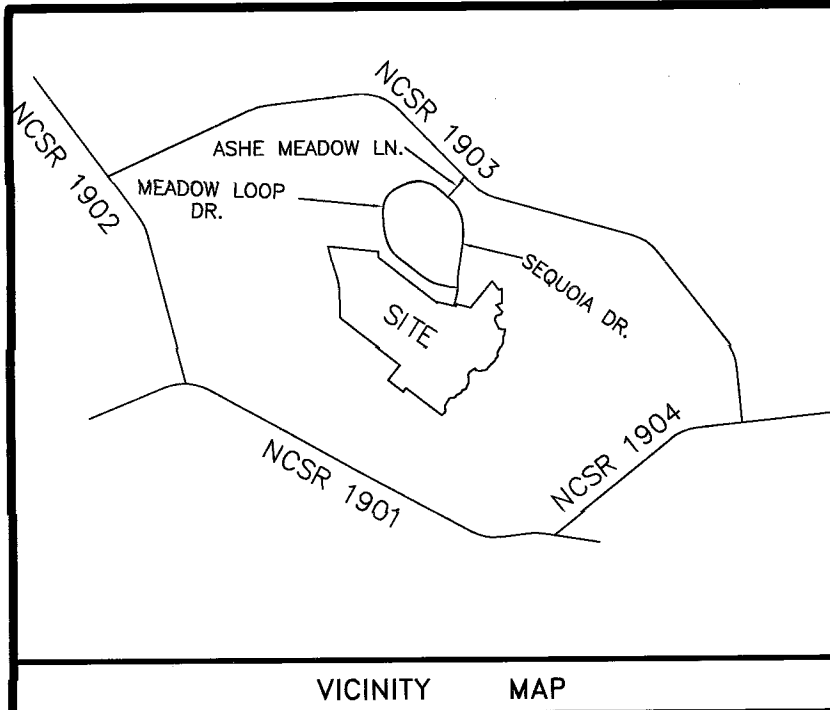 NCSR 1903
NCSR 1902
ASHE MEADOW LN.
MEADOW LOOP
DR.
SEQUOIA DR.
SITE
NCSR 1904
NCSR 1901
VICINITY MAP